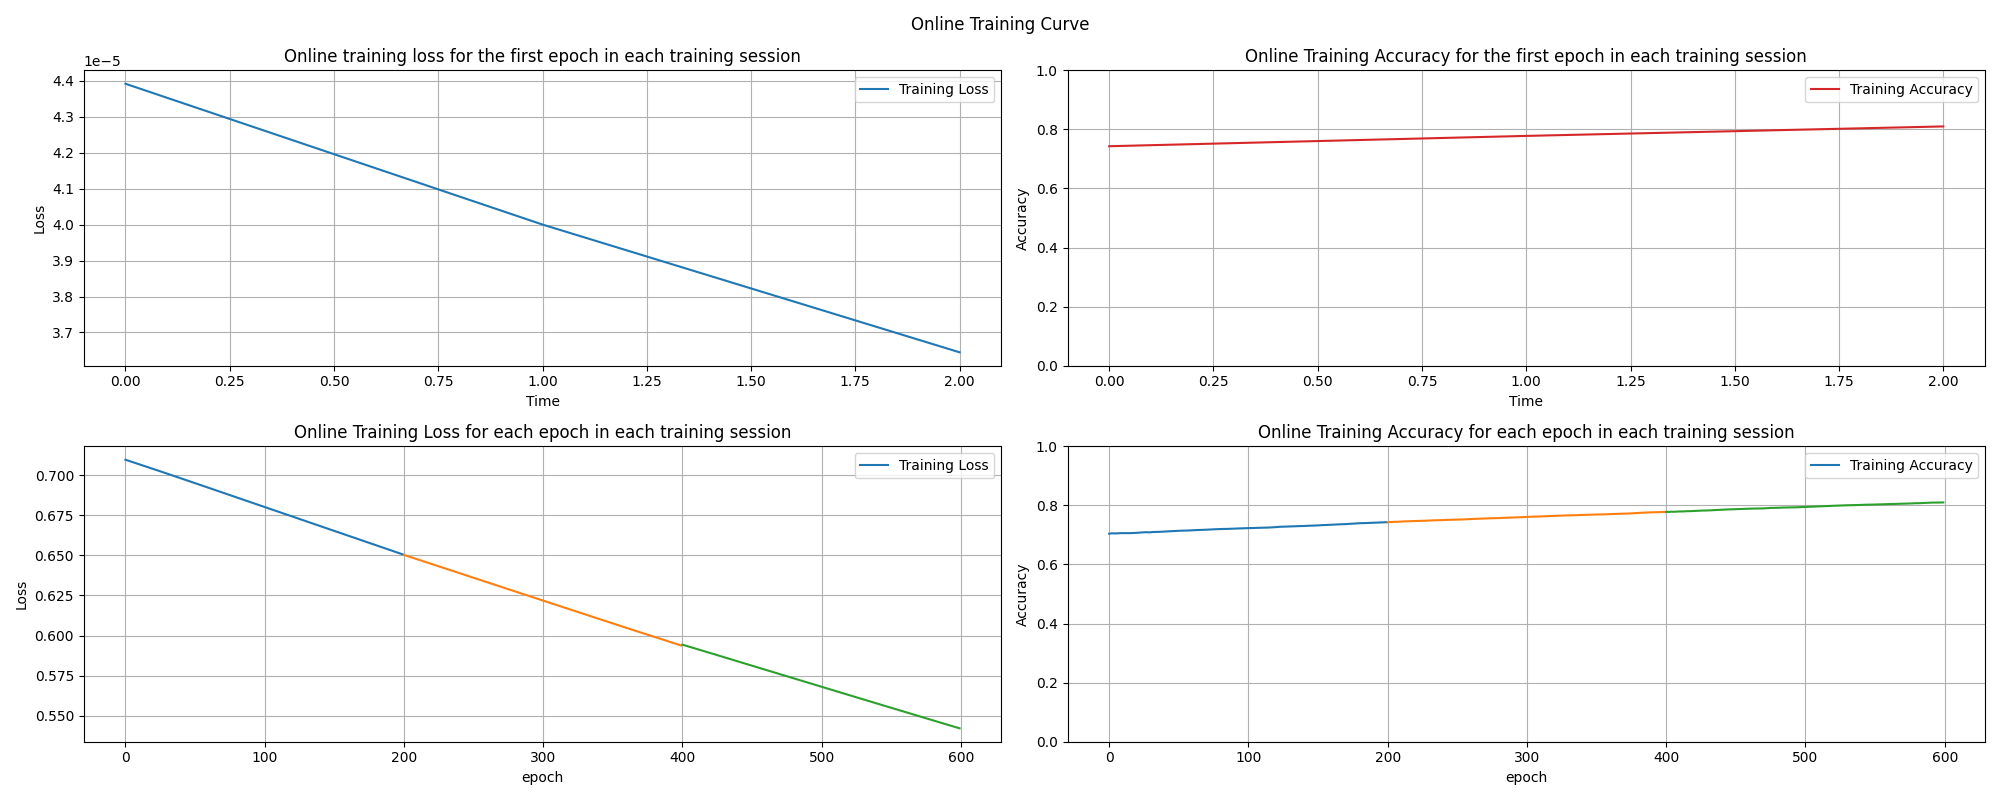 Online Training Curve
Online training loss for the first epoch in each training session
1e−5
4.4
4.3
4.2
4.1
4.0
3.9
3.8
3.7
Loss
Training Loss
0.00 0.25 0.50 0.75 1.00 1.25 1.50 1.75 2.00
Time
Online Training Accuracy for the first epoch in each training session
1.0
0.8
0.6
0.4
0.2
0.0
Accuracy
Training Accuracy
0.00 0.25 0.50 0.75 1.00 1.25 1.50 1.75 2.00
Time
Online Training Loss for each epoch in each training session
0.700
0.675
0.650
0.625
0.600
0.575
0.550
Loss
Training Loss
0 100 200 300 400 500 600
epoch
Online Training Accuracy for each epoch in each training session
1.0
0.8
0.6
0.4
0.2
0.0
Accuracy
Training Accuracy
0 100 200 300 400 500 600
epoch